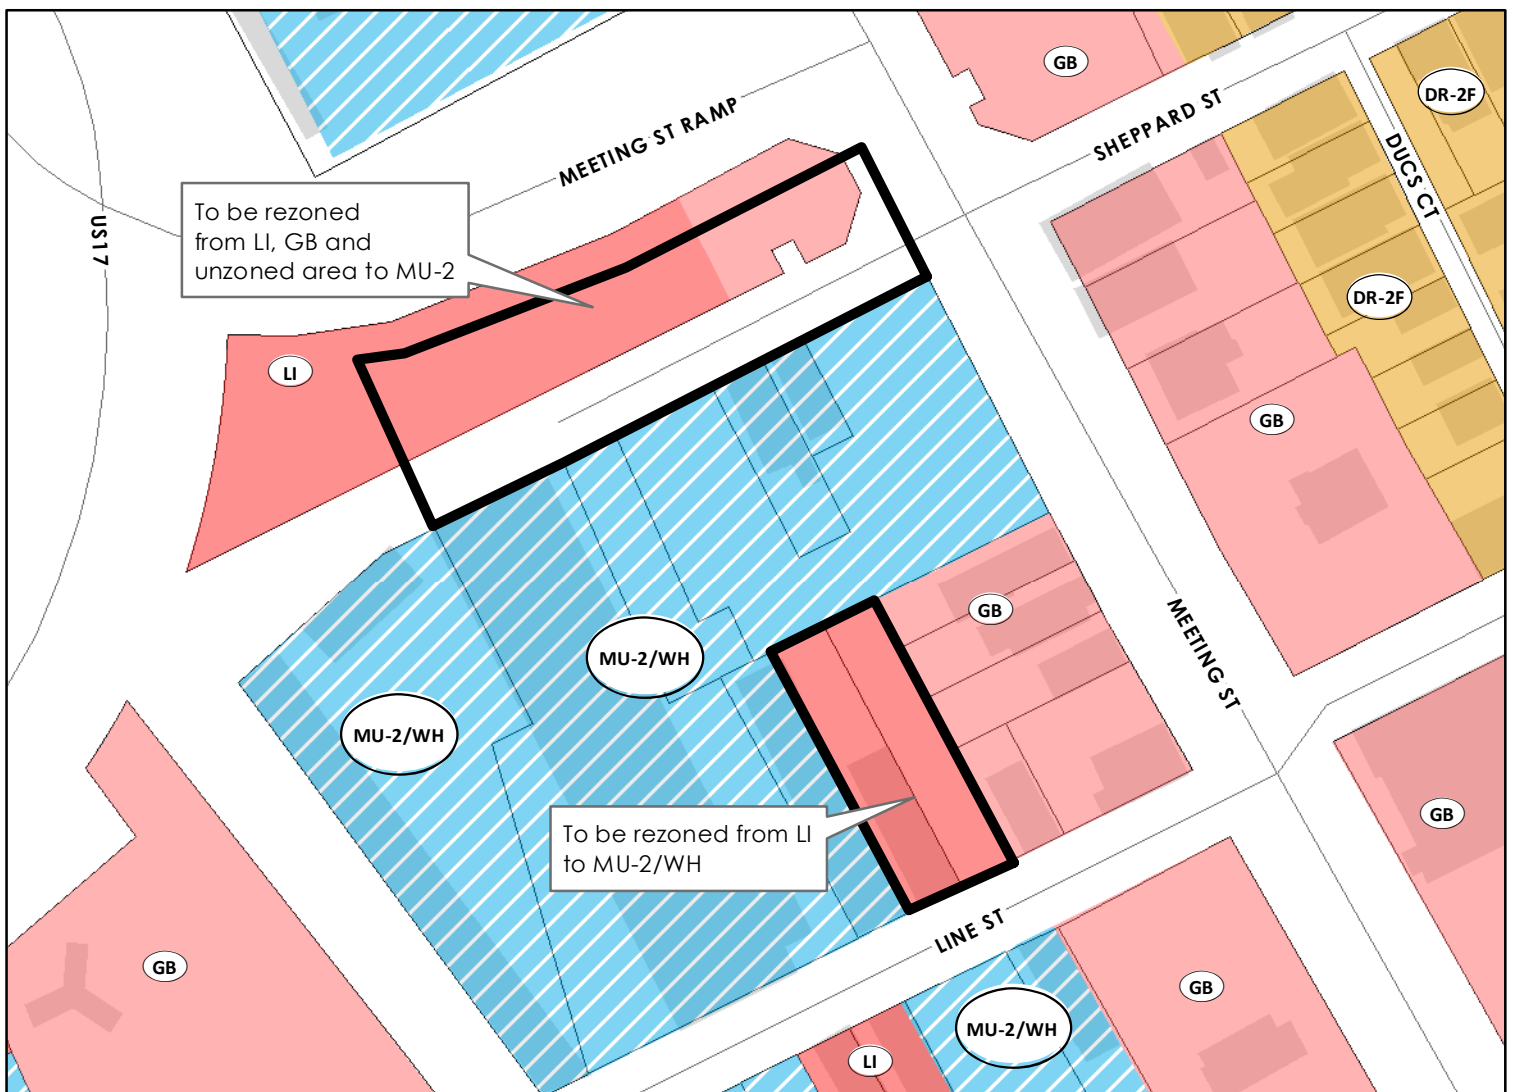 GB
DR-2F
MEETING ST RAMP
SHEPPARD ST
DUCS CT
To be rezoned
from LI, GB and
unzoned area to MU-2
US17
DR-2F
LI
GB
GB
MEETING ST
MU-2/WH
MU-2/WH
To be rezoned from LI
to MU-2/WH
GB
LINE ST
GB
GB
MU-2/WH
LI